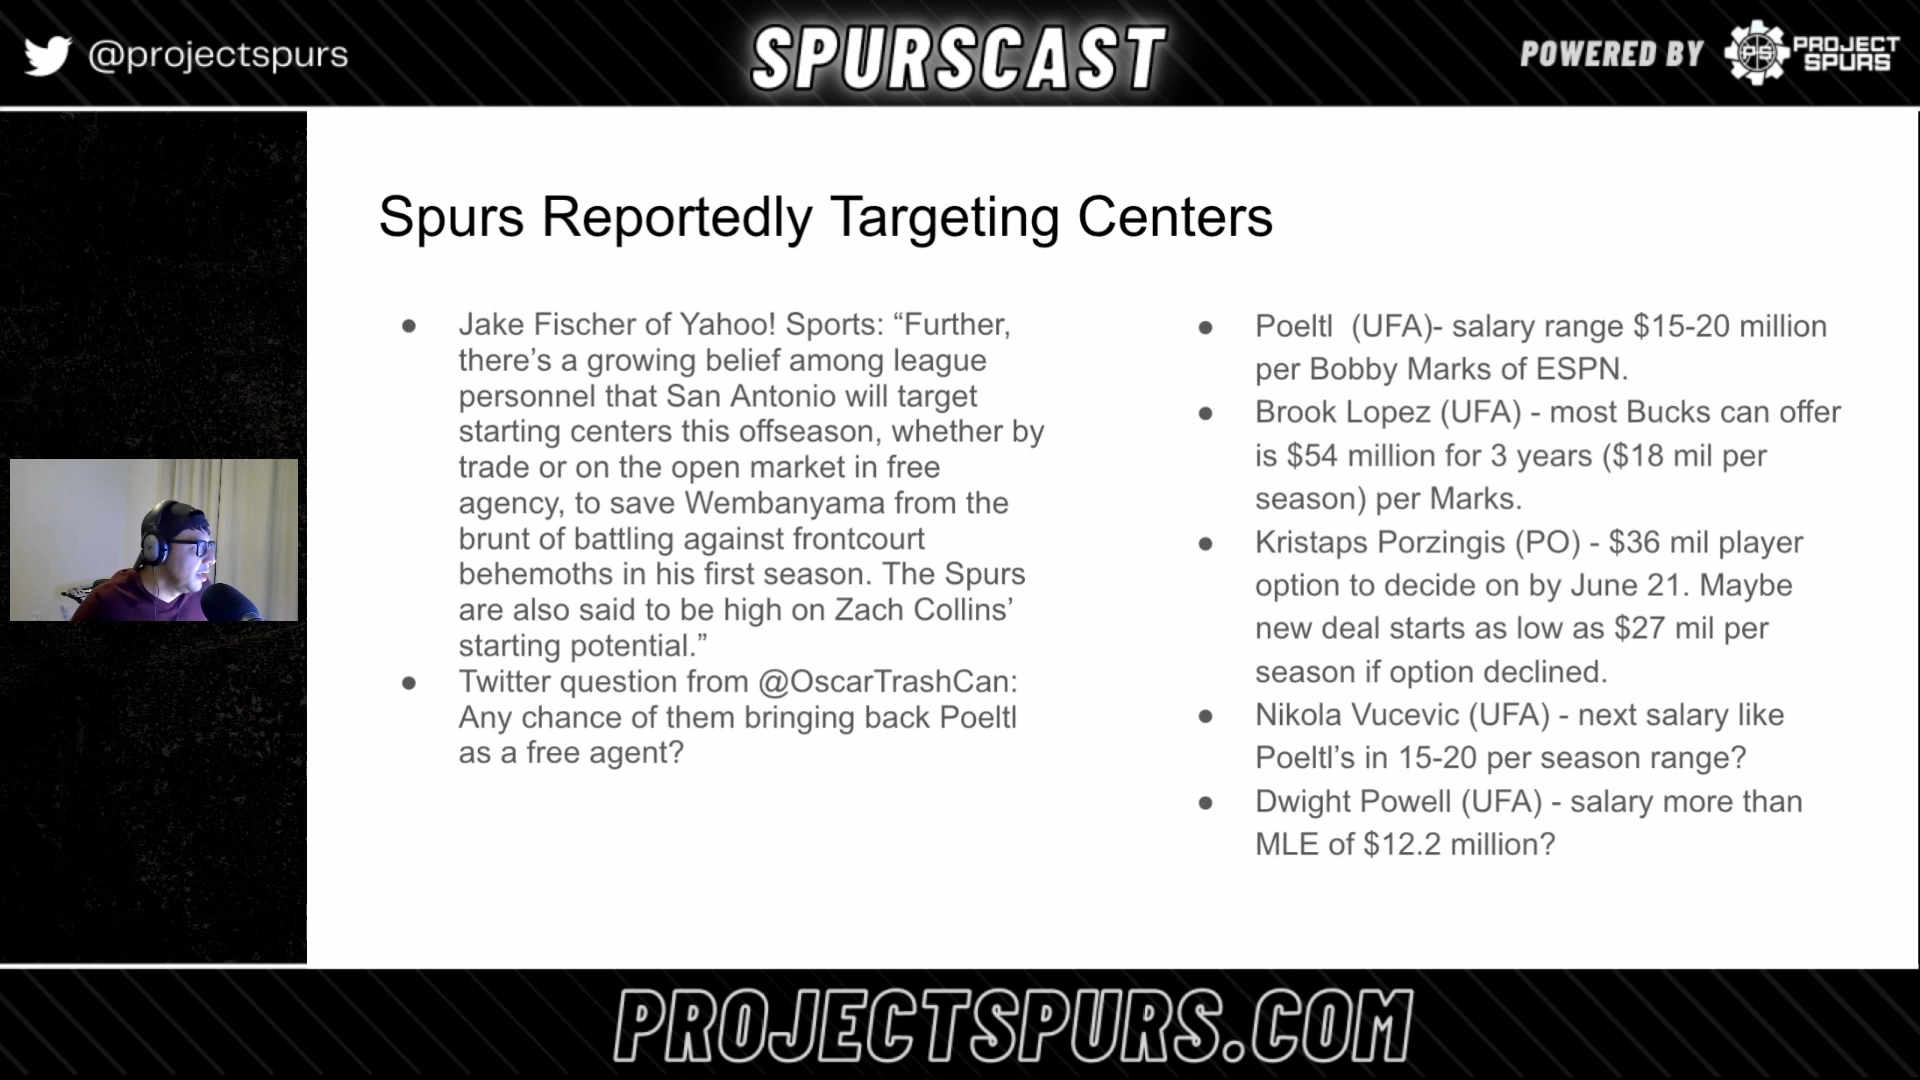 @projectspurs
SPURSCAST
POWERED BY
PS
PROJECT
SPURS
Spurs Reportedly Targeting Centers
● Jake Fischer of Yahoo! Sports: “Further,
there’s a growing belief among league
personnel that San Antonio will target
starting centers this offseason, whether by
trade or on the open market in free
agency, to save Wembanyama from the
brunt of battling against frontcourt
behemoths in his first season. The Spurs
are also said to be high on Zach Collins’
starting potential.”
● Twitter question from @OscarTrashCan:
Any chance of them bringing back Poeltl
as a free agent?
● Poeltl (UFA)- salary range $15-20 million
per Bobby Marks of ESPN.
● Brook Lopez (UFA) - most Bucks can offer
is $54 million for 3 years ($18 mil per
season) per Marks.
● Kristaps Porzingis (PO) - $36 mil player
option to decide on by June 21. Maybe
new deal starts as low as $27 mil per
season if option declined.
● Nikola Vucevic (UFA) - next salary like
Poeltl’s in 15-20 per season range?
● Dwight Powell (UFA) - salary more than
MLE of $12.2 million?
PROJECTSPURS.COM